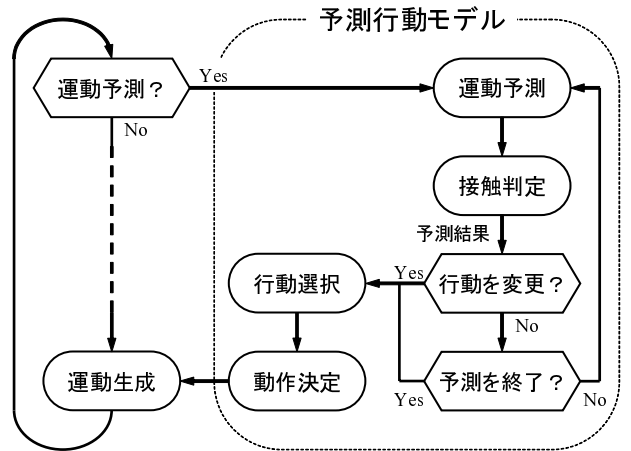 予測行動モデル
運動予測？
Yes
運動予測
No
接触判定
予測結果
行動選択
Yes
行動を変更？
No
運動生成
動作決定
予測を終了？
Yes
No